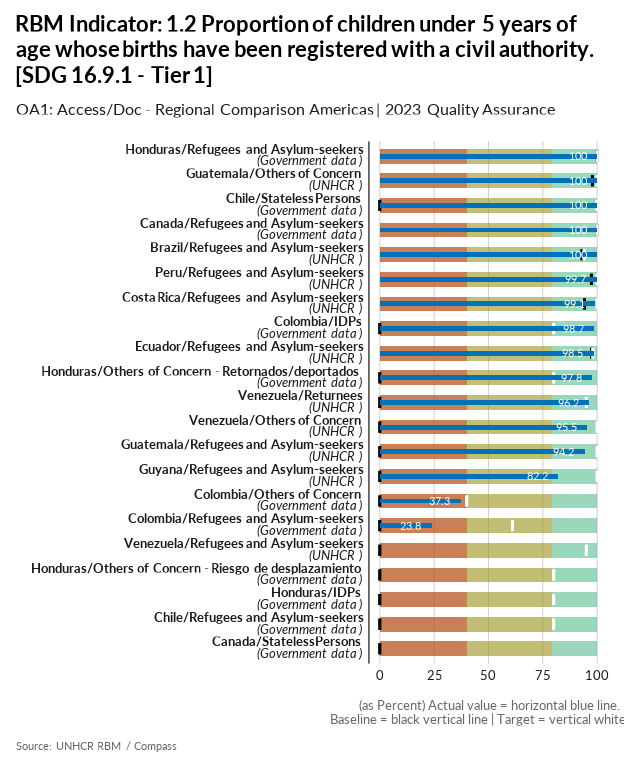 RBM Indicator: 1.2 Proportion of children under 5 years of
age whose births have been registered with a civil authority.
[SDG 16.9.1 - Tier 1]
OA1: Access/Doc - Regional Comparison Americas | 2023 Quality Assurance
Honduras/Refugees and Asylum-seekers
(Government data)
100
Guatemala/Others of Concern
(UNHCR )
100
Chile/Stateless Persons
(Government data)
100
Canada/Refugees and Asylum-seekers
(Government data)
100
Brazil/Refugees and Asylum-seekers
(UNHCR )
100
Peru/Refugees and Asylum-seekers
(UNHCR )
99.7
Costa Rica/Refugees and Asylum-seekers
(UNHCR )
99.1
Colombia/IDPs
(Government data)
98.7
Ecuador/Refugees and Asylum-seekers
(UNHCR )
98.5
Honduras/Others of Concern - Retornados/deportados
(Government data)
97.8
Venezuela/Returnees
(UNHCR )
96.2
Venezuela/Others of Concern
(UNHCR )
95.5
Guatemala/Refugees and Asylum-seekers
(UNHCR )
94.2
Guyana/Refugees and Asylum-seekers
(UNHCR )
82.2
Colombia/Others of Concern
(Government data)
37.3
Colombia/Refugees and Asylum-seekers
(Government data)
23.8
Venezuela/Refugees and Asylum-seekers
(UNHCR )
Honduras/Others of Concern - Riesgo de desplazamiento
(Government data)
Honduras/IDPs
(Government data)
Chile/Refugees and Asylum-seekers
(Government data)
Canada/Stateless Persons
(Government data)
0 25 50 75 100
(as Percent) Actual value = horizontal blue line.
Baseline = black vertical line | Target = vertical white
Source: UNHCR RBM / Compass